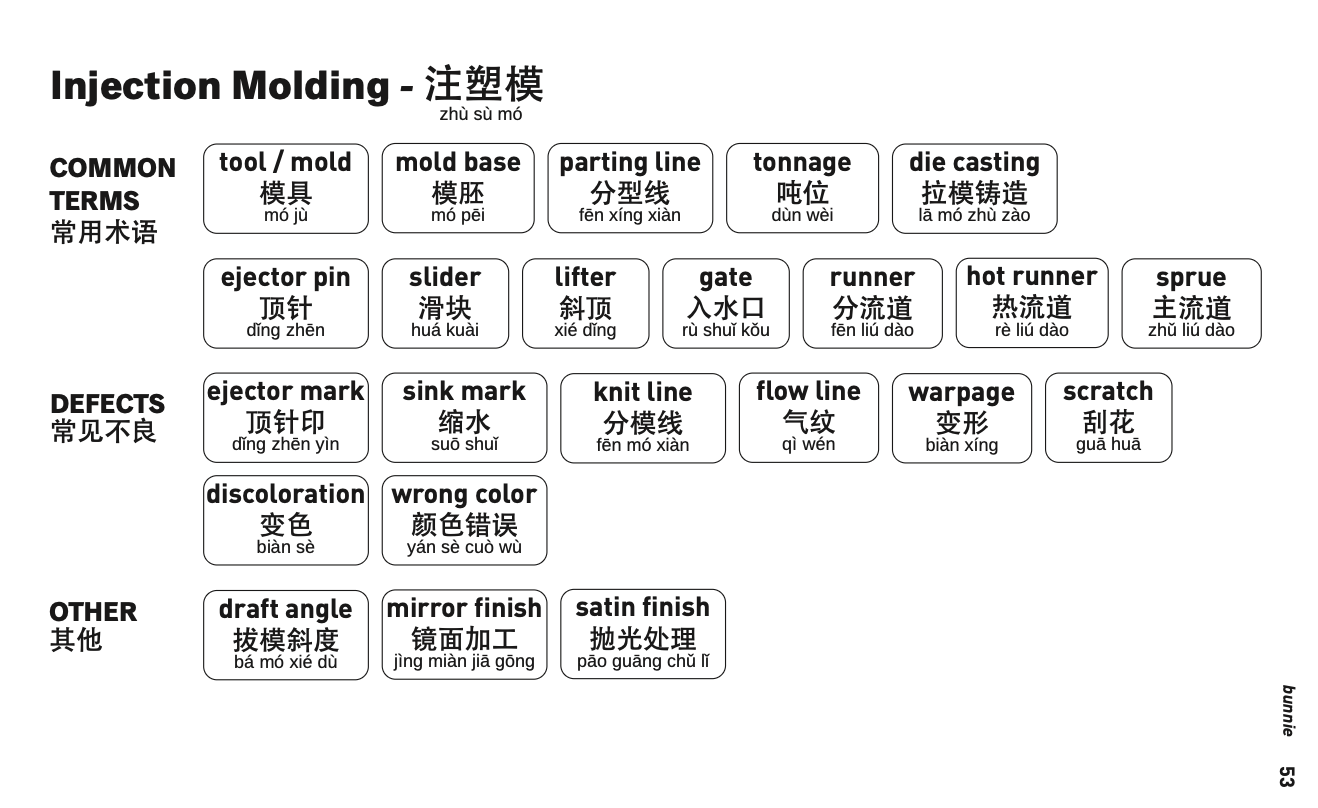 Injection Molding - 注塑模
zhù sù mó
COMMON
TERMS
常用术语
tool / mold
模具
mó jù
mold base
模胚
mó pēi
parting line
分型线
fēn xíng xiàn
tonnage
吨位
dùn wèi
die casting
拉模铸造
lā mó zhù zào
ejector pin
顶针
dǐng zhēn
slider
滑块
huá kuài
lifter
斜顶
xié dǐng
gate
入水口
rù shuǐ kǒu
runner
分流道
fēn liú dào
hot runner
热流道
rè liú dào
sprue
主流道
zhǔ liú dào
DEFECTS
常见不良
ejector mark
顶针印
dǐng zhēn yìn
sink mark
缩水
suō shuǐ
knit line
分模线
fēn mó xiàn
flow line
气纹
qì wén
warpage
变形
biàn xíng
scratch
刮花
guā huā
discoloration
变色
biàn sè
wrong color
颜色错误
yán sè cuò wù
OTHER
其他
draft angle
拔模斜度
bá mó xié dù
mirror finish
镜面加工
jìng miàn jiā gōng
satin finish
抛光处理
pāo guāng chǔ lǐ
bunnie
53